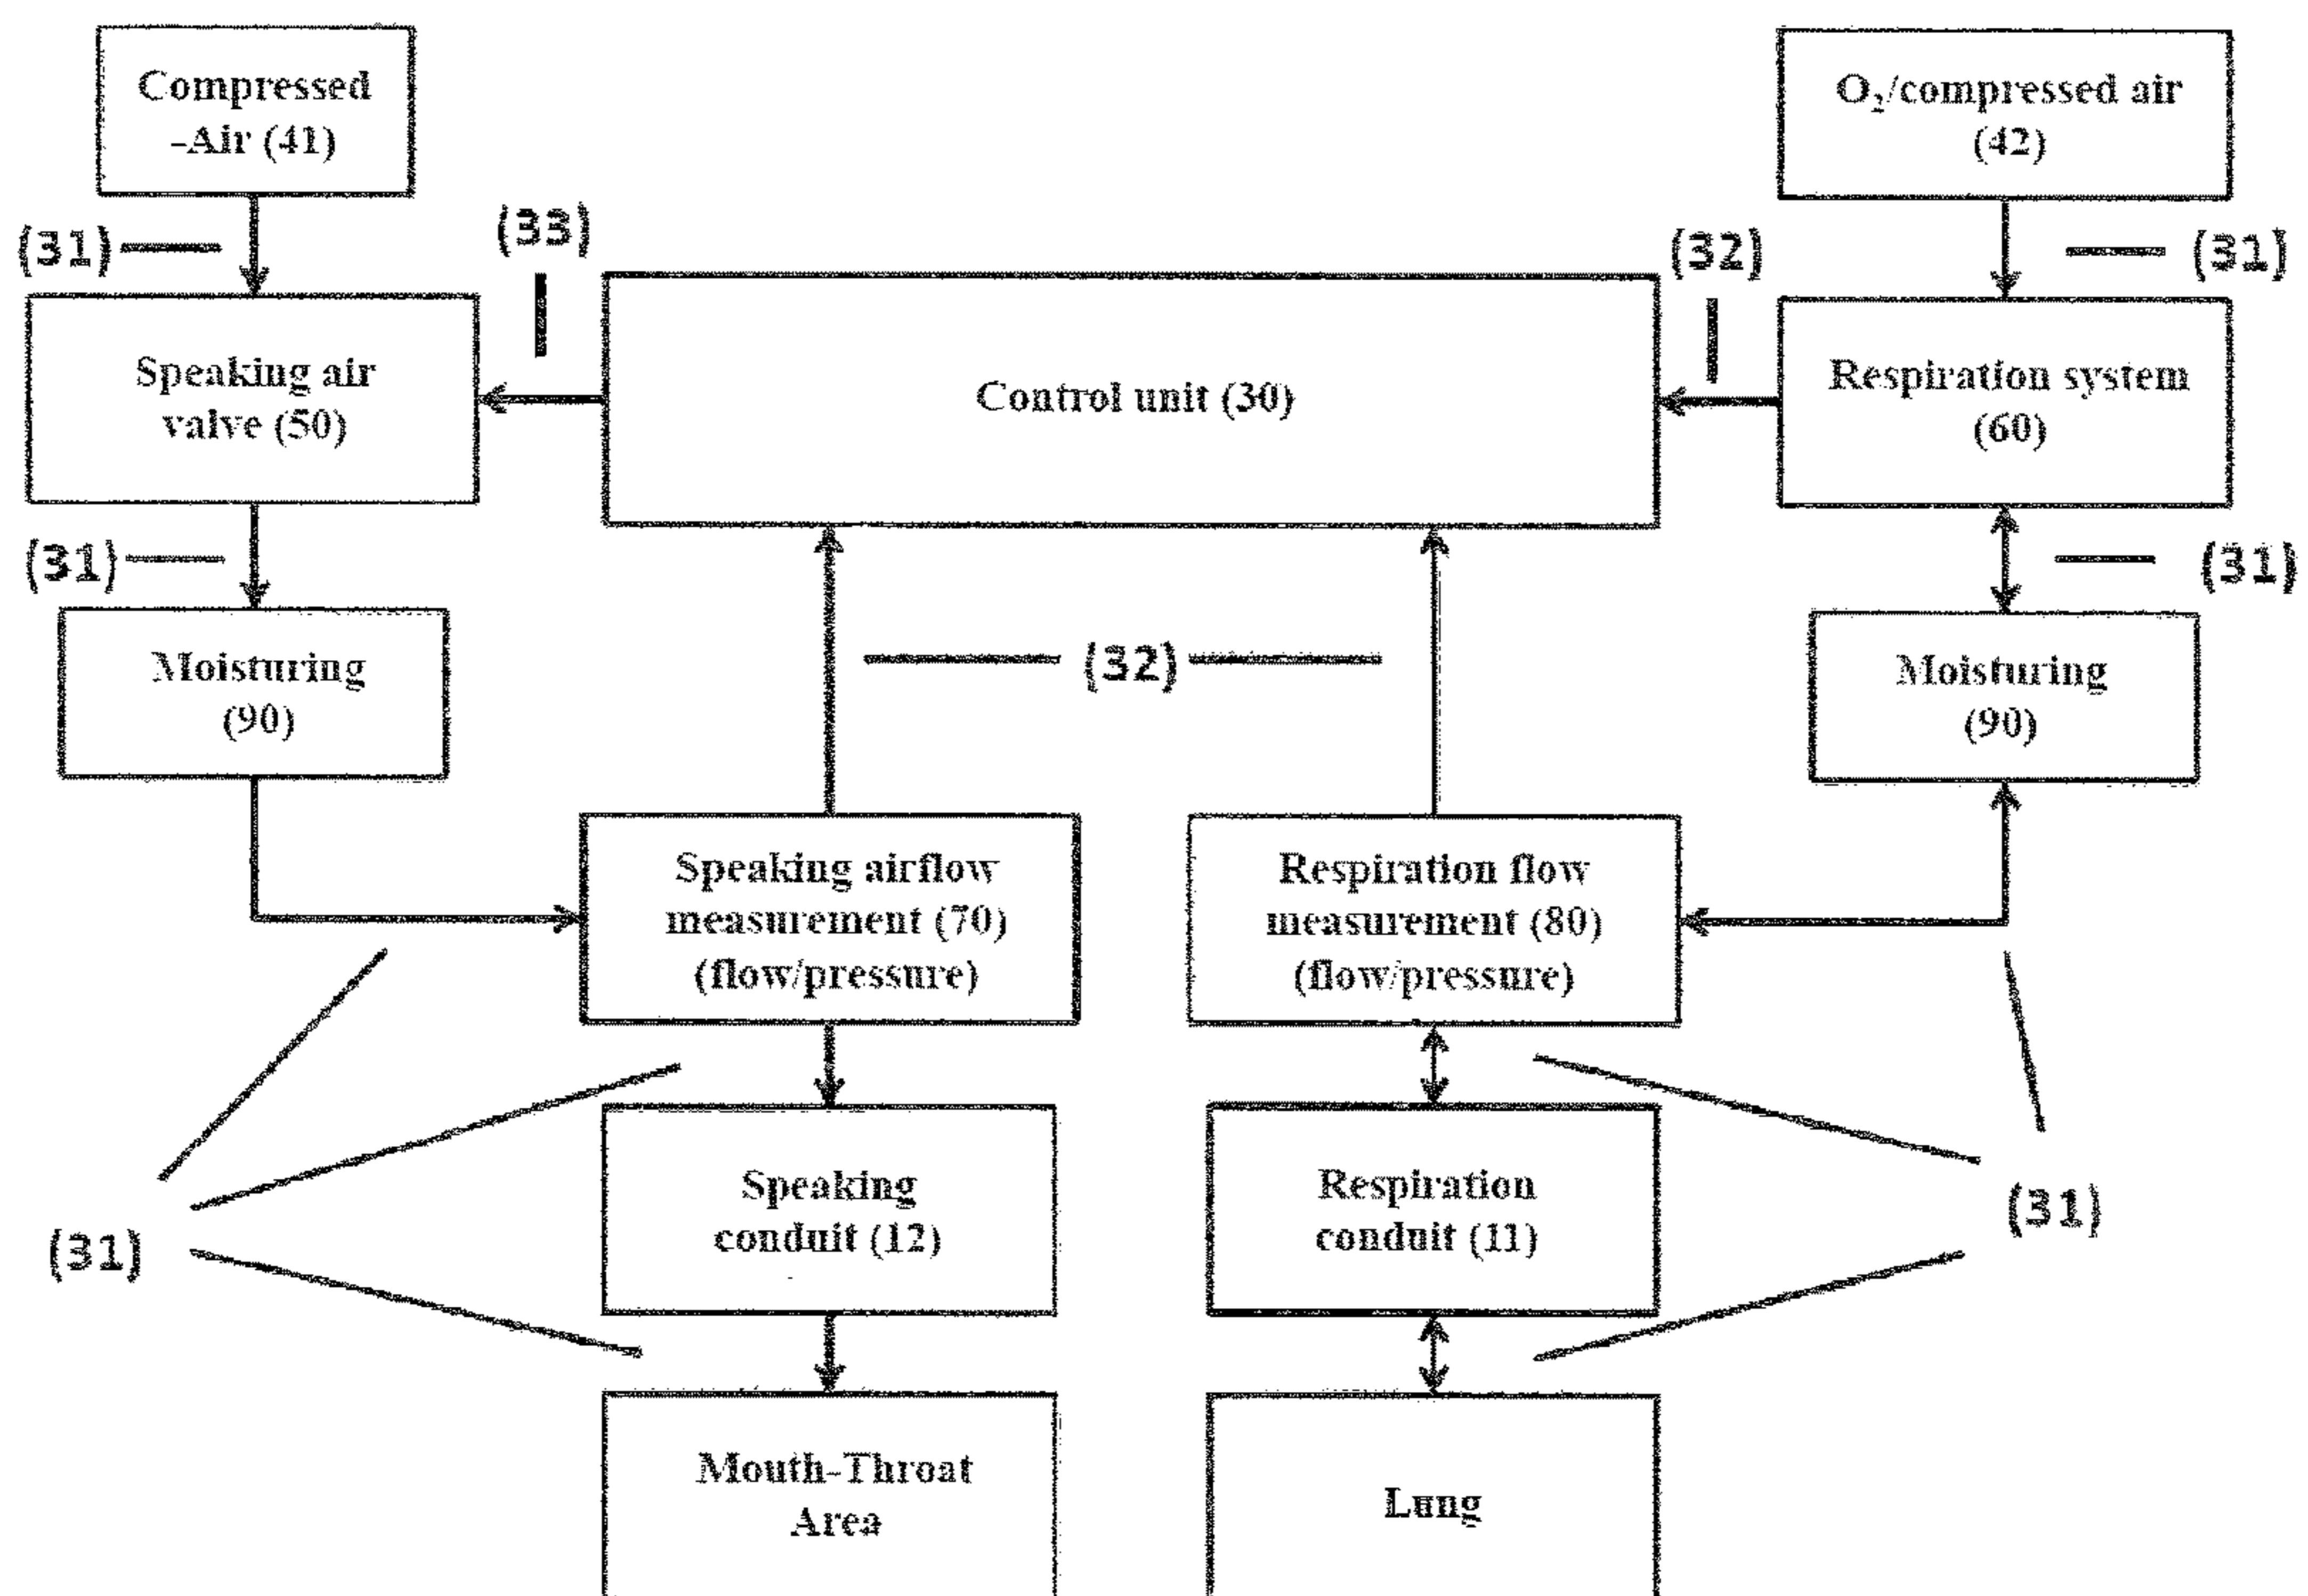 Compressed
-Air (41)
O₂/compressed air
(42)
(31)
(33)
(32)
(31)
Speaking air
valve (50)
Control unit (30)
Respiration system
(60)
(31)
(31)
Moisturing
(90)
(32)
Moisturing
(90)
Speaking airflow
measurement (70)
(flow/pressure)
Respiration flow
measurement (80)
(flow/pressure)
Speaking
conduit (12)
Respiration
conduit (11)
(31)
(31)
Mouth-Throat
Area
Lung